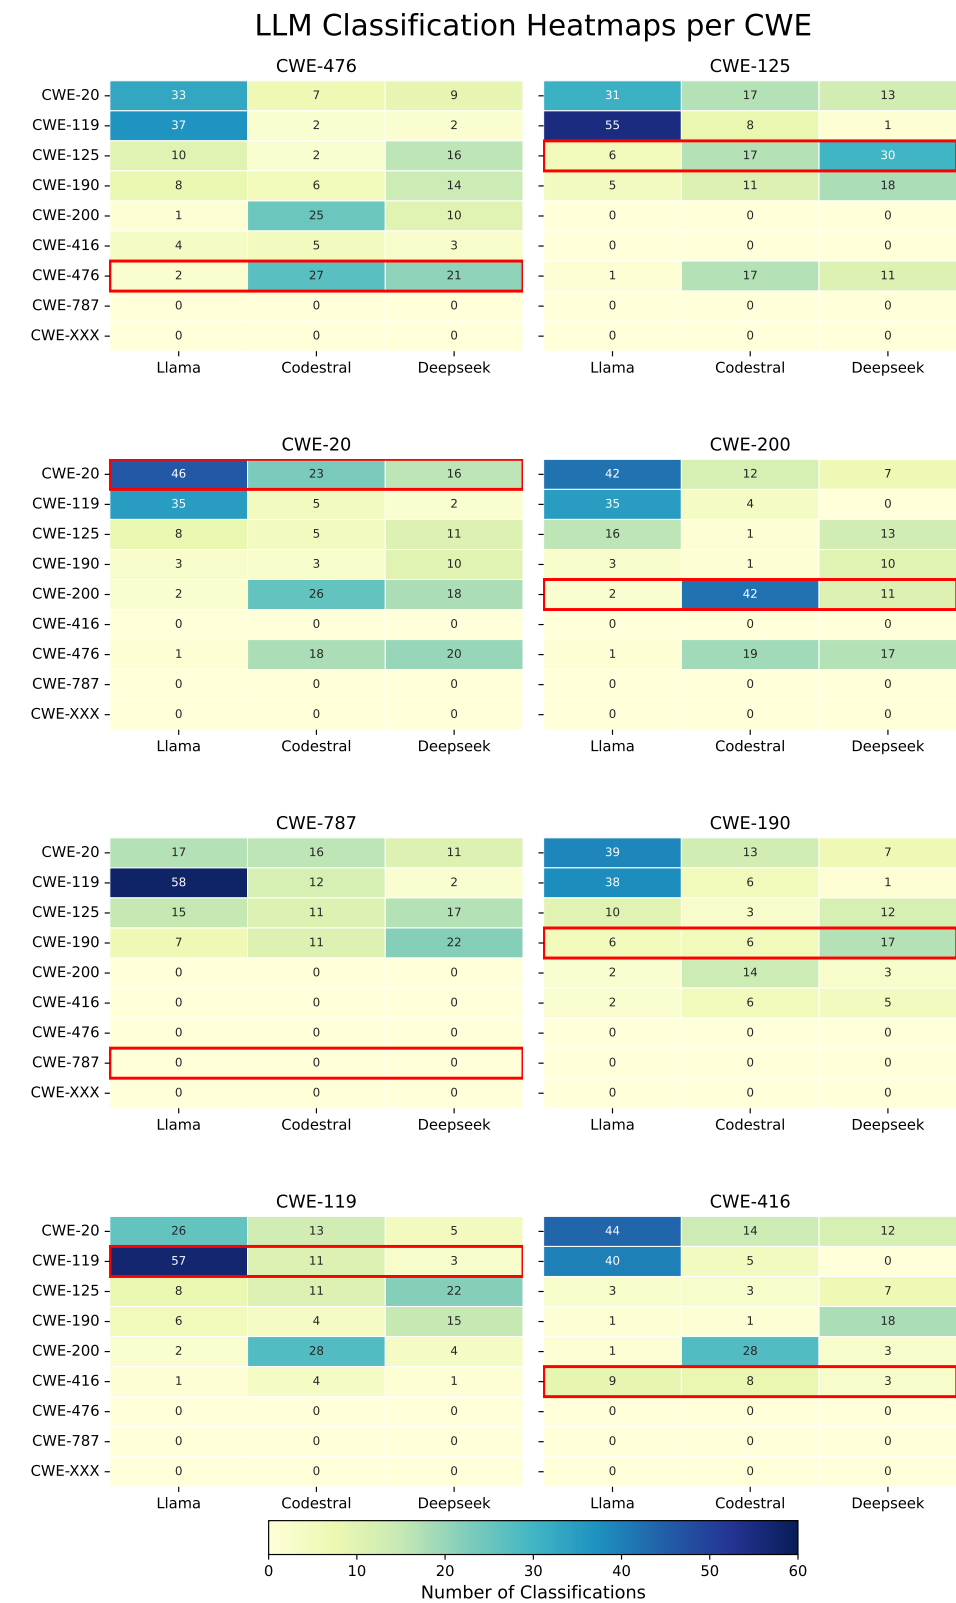 LLM Classification Heatmaps per CWE
CWE-476
CWE-125
CWE-20 33 7 9 31 17 13
CWE-119 37 2 2 55 8 1
CWE-125 10 2 16 6 17 30
CWE-190 8 6 14 5 11 18
CWE-200 1 25 10 0 0 0
CWE-416 4 5 3 0 0 0
CWE-476 2 27 21 1 17 11
CWE-787 0 0 0 0 0 0
CWE-XXX 0 0 0 0 0 0
Llama Codestral Deepseek Llama Codestral Deepseek
CWE-20
CWE-200
CWE-20 46 23 16 42 12 7
CWE-119 35 5 2 35 4 0
CWE-125 8 5 11 16 1 13
CWE-190 3 3 10 3 1 10
CWE-200 2 26 18 2 42 11
CWE-416 0 0 0 0 0 0
CWE-476 1 18 20 1 19 17
CWE-787 0 0 0 0 0 0
CWE-XXX 0 0 0 0 0 0
Llama Codestral Deepseek Llama Codestral Deepseek
CWE-787
CWE-190
CWE-20 17 16 11 39 13 7
CWE-119 58 12 2 38 6 1
CWE-125 15 11 17 10 3 12
CWE-190 7 11 22 6 6 17
CWE-200 0 0 0 2 14 3
CWE-416 0 0 0 2 6 5
CWE-476 0 0 0 0 0 0
CWE-787 0 0 0 0 0 0
CWE-XXX 0 0 0 0 0 0
Llama Codestral Deepseek Llama Codestral Deepseek
CWE-119
CWE-416
CWE-20 26 13 5 44 14 12
CWE-119 57 11 3 40 5 0
CWE-125 8 11 22 3 3 7
CWE-190 6 4 15 1 1 18
CWE-200 2 28 4 1 28 3
CWE-416 1 4 1 9 8 3
CWE-476 0 0 0 0 0 0
CWE-787 0 0 0 0 0 0
CWE-XXX 0 0 0 0 0 0
Llama Codestral Deepseek Llama Codestral Deepseek
0 10 20 30 40 50 60
Number of Classifications